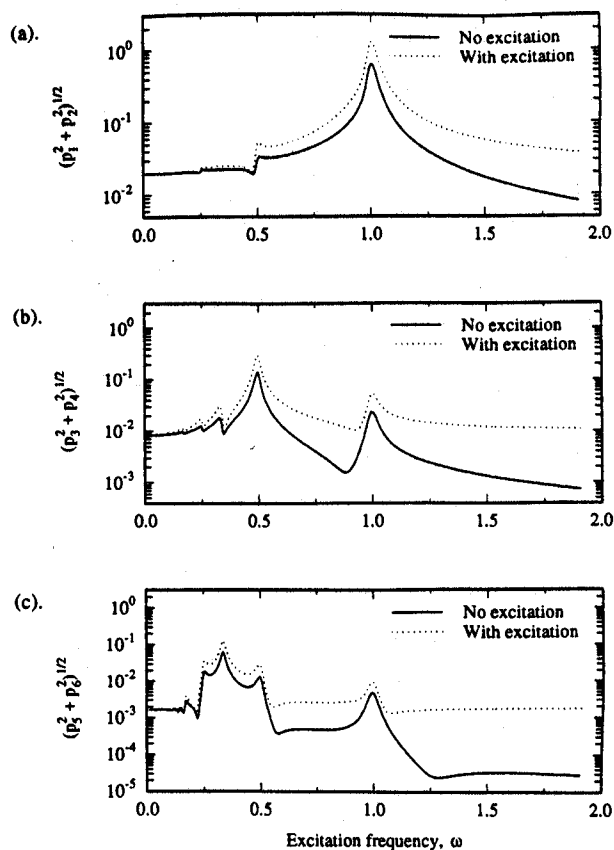 (a).
(p₁² + p₂²)^1/2
10⁰
10⁻¹
10⁻²
No excitation
With excitation
0.0 0.5 1.0 1.5 2.0
(b).
(p₃² + p₄²)^1/2
10⁰
10⁻¹
10⁻²
10⁻³
No excitation
With excitation
0.0 0.5 1.0 1.5 2.0
(c).
(p₅² + p₆²)^1/2
10⁰
10⁻¹
10⁻²
10⁻³
10⁻⁴
10⁻⁵
No excitation
With excitation
0.0 0.5 1.0 1.5 2.0
Excitation frequency, ω